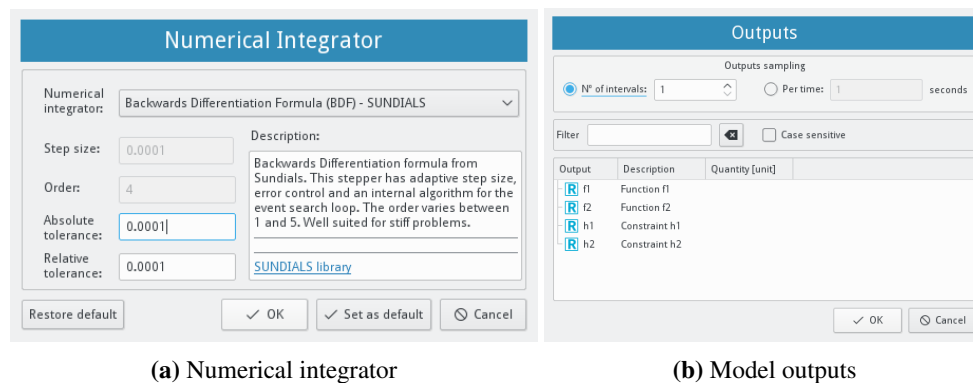 Numerical Integrator
Numerical
integrator:
Backwards Differentiation Formula (BDF) - SUNDIALS
Step size:
0.0001
Order:
4
Absolute
tolerance:
0.0001
Relative
tolerance:
0.0001
Description:
Backwards Differentiation formula from
Sundials. This stepper has adaptive step size,
error control and an internal algorithm for the
event search loop. The order varies between
1 and 5. Well suited for stiff problems.
SUNDIALS library
Restore default
OK
Set as default
Cancel
(a) Numerical integrator
Outputs
Outputs sampling
N° of intervals: 1
Per time: 1 seconds
Filter
Case sensitive
Output Description Quantity [unit]
R f1 Function f1
R f2 Function f2
R h1 Constraint h1
R h2 Constraint h2
OK
Cancel
(b) Model outputs